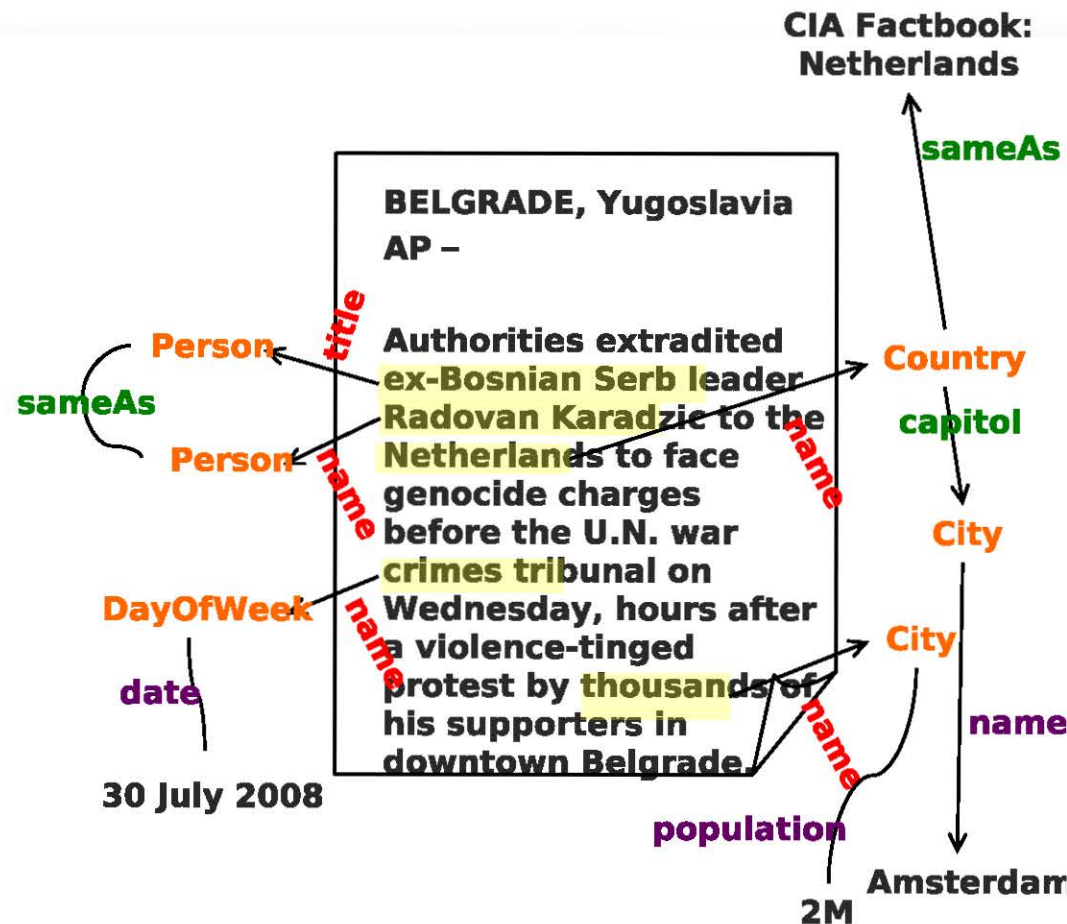 CIA Factbook:
Netherlands
sameAs
BELGRADE, Yugoslavia
AP –
title
Person
Authorities extradited
ex-Bosnian Serb leader
Country
sameAs
Radovan Karadzic to the
capitol
Person
name
Netherlands to face
name
genocide charges
before the U.N. war
City
crimes tribunal on
DayOfWeek
Wednesday, hours after
name
a violence-tinged
City
date
protest by thousands of
his supporters in
name
name
downtown Belgrade.
30 July 2008
population
Amsterdam
2M